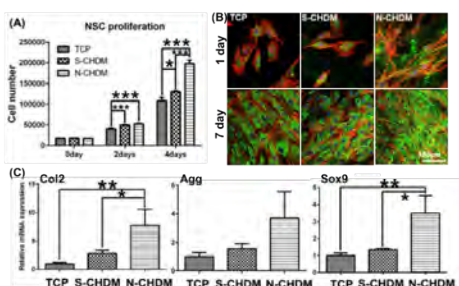 (A)
NSC proliferation
Cell number
250000
200000
150000
100000
50000
0
TCP
S-CHDM
N-CHDM
***
***
***
***
*
0day
2days
4days
(B)
TCP
S-CHDM
N-CHDM
1 day
7 day
(C)
Col2
Agg
Sox9
Relative mRNA expression
**
*
**
*
TCP S-CHDM N-CHDM
TCP S-CHDM N-CHDM
TCP S-CHDM N-CHDM